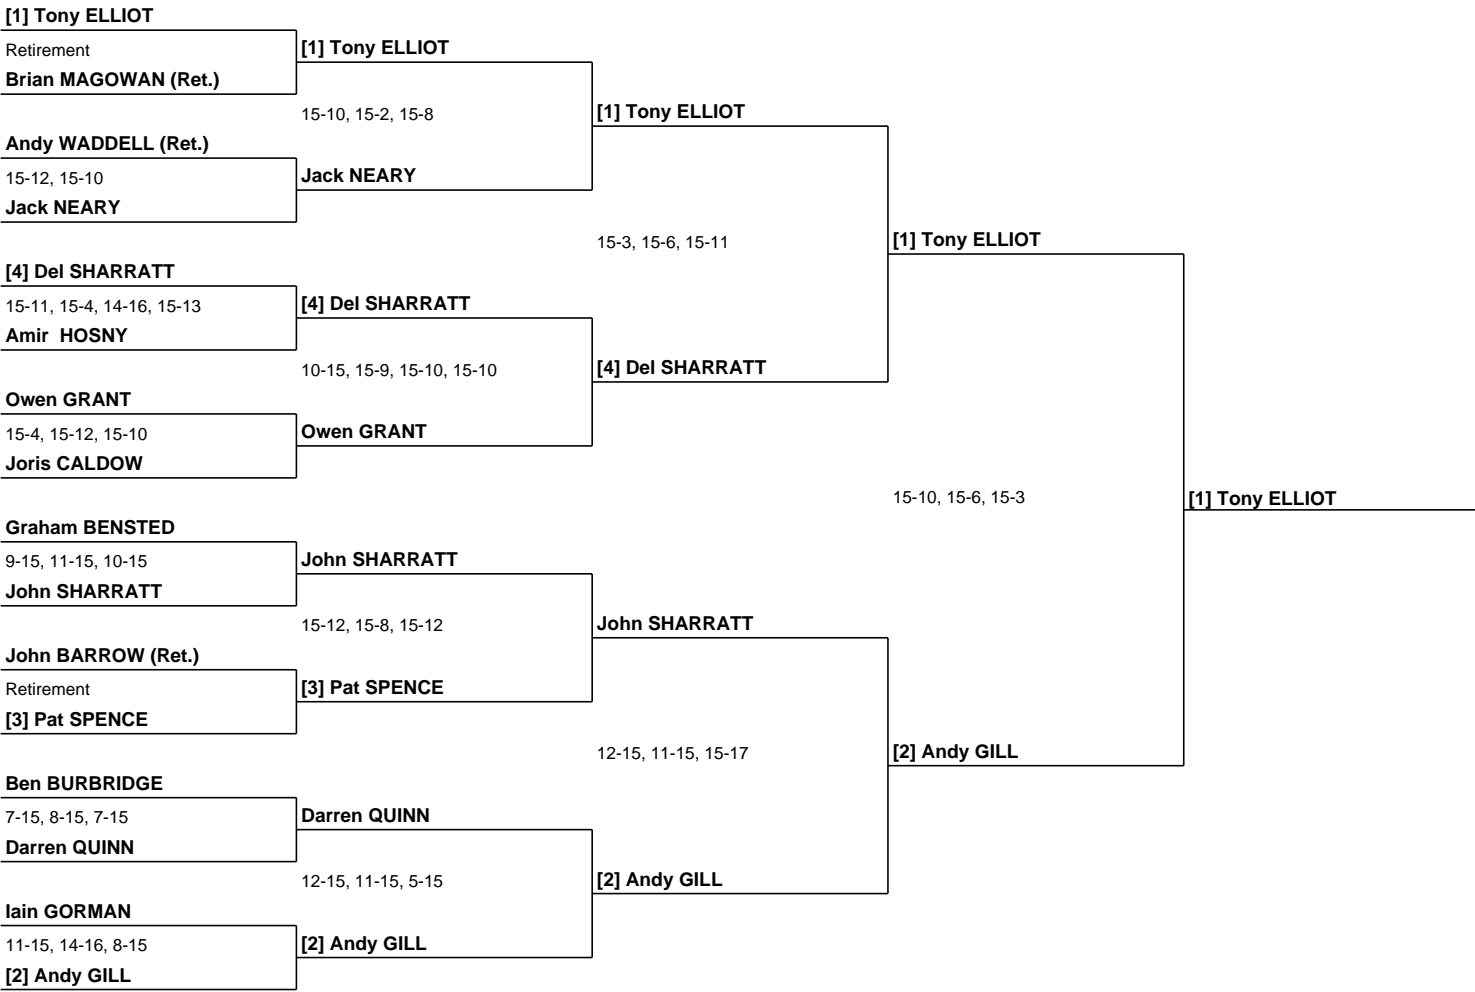 [1] Tony ELLIOT
Retirement
Brian MAGOWAN (Ret.)
Andy WADDELL (Ret.)
15-12, 15-10
Jack NEARY
[4] Del SHARRATT
15-11, 15-4, 14-16, 15-13
Amir HOSNY
Owen GRANT
15-4, 15-12, 15-10
Joris CALDOW
Graham BENSTED
9-15, 11-15, 10-15
John SHARRATT
John BARROW (Ret.)
Retirement
[3] Pat SPENCE
Ben BURBRIDGE
7-15, 8-15, 7-15
Darren QUINN
Iain GORMAN
11-15, 14-16, 8-15
[2] Andy GILL
[1] Tony ELLIOT
15-10, 15-2, 15-8
Jack NEARY
[4] Del SHARRATT
10-15, 15-9, 15-10, 15-10
Owen GRANT
John SHARRATT
15-12, 15-8, 15-12
[3] Pat SPENCE
Darren QUINN
12-15, 11-15, 5-15
[2] Andy GILL
[1] Tony ELLIOT
15-3, 15-6, 15-11
[4] Del SHARRATT
John SHARRATT
12-15, 11-15, 15-17
[2] Andy GILL
[1] Tony ELLIOT
15-10, 15-6, 15-3
[2] Andy GILL
[1] Tony ELLIOT